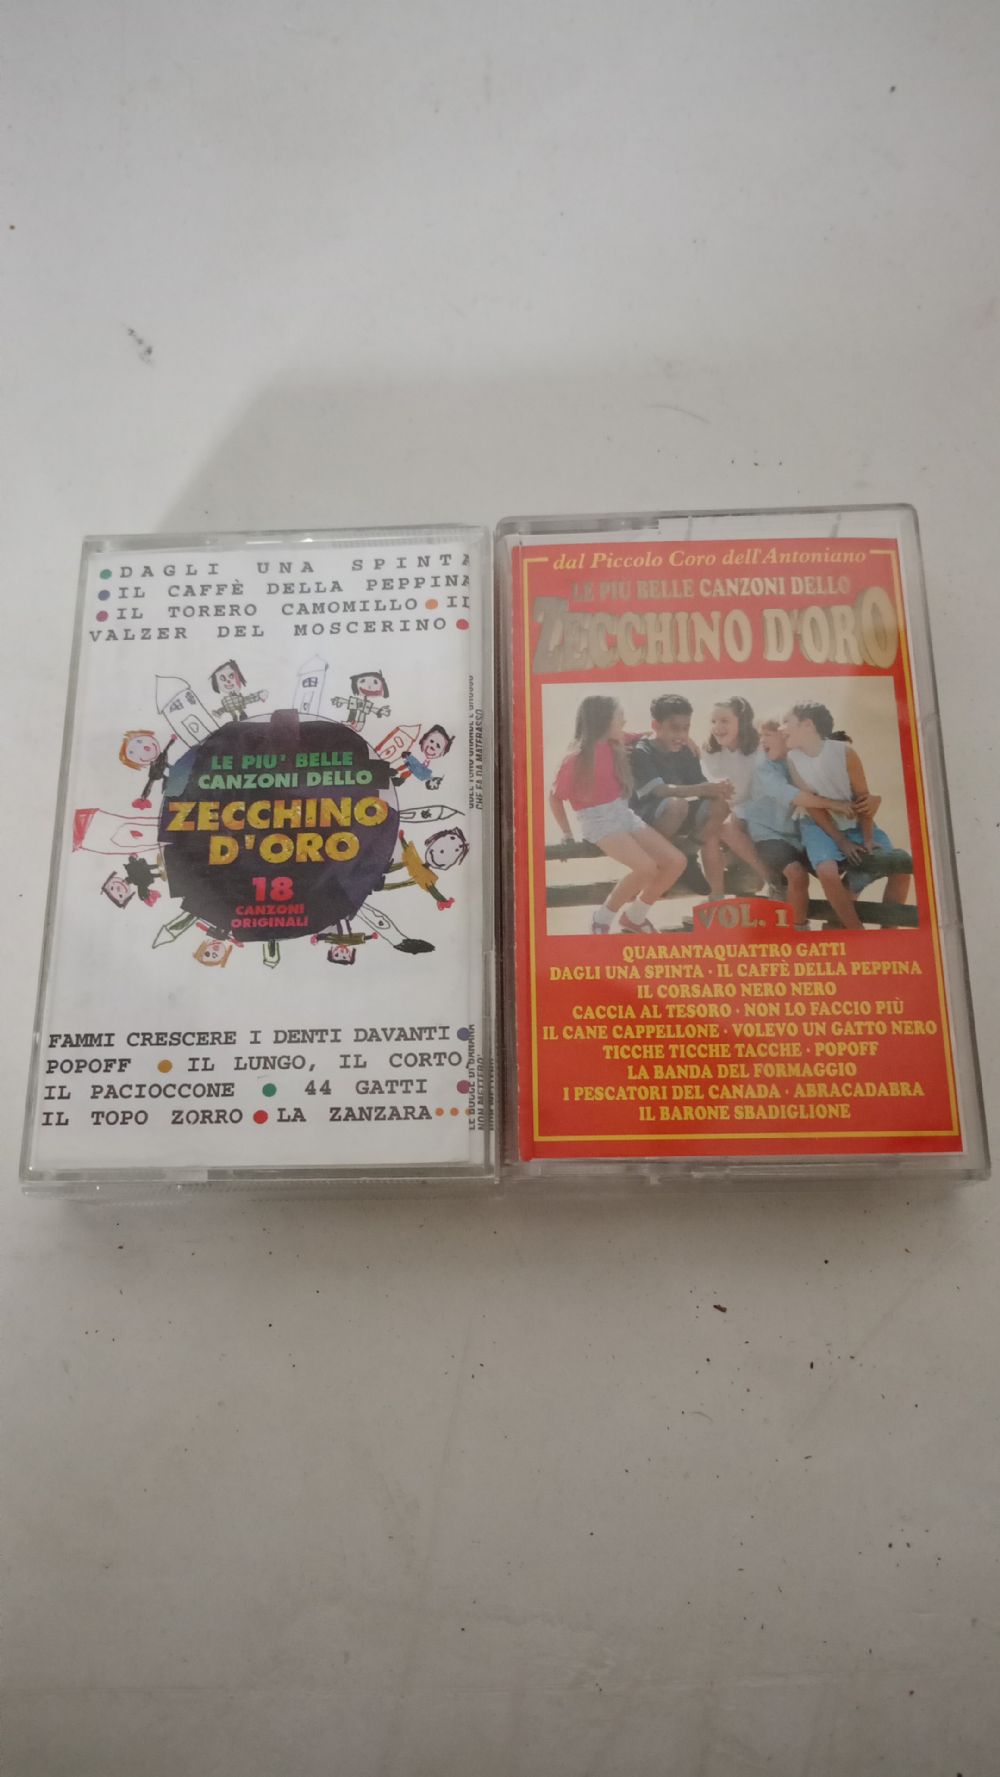 DAGLI UNA SPINTA
IL CAFFÈ DELLA PEPPINA
IL TORERO CAMOMILLO IL
VALZER DEL MOSCERINO
LE PIU' BELLE
CANZONI DELLO
ZECCHINO
D'ORO
18
CANZONI
ORIGINALI
CHE FA DA MATERASSO
FAMMI CRESCERE I DENTI DAVANTI
POPOFF IL LUNGO, IL CORTO
IL PACIOCCONE 44 GATTI
IL TOPO ZORRO LA ZANZARA
dal Piccolo Coro dell'Antoniano
LE PIU BELLE CANZONI DELLO
ZECCHINO D'ORO
VOL. 1
QUARANTAQUATTRO GATTI
DAGLI UNA SPINTA · IL CAFFÈ DELLA PEPPINA
IL CORSARO NERO NERO
CACCIA AL TESORO · NON LO FACCIO PIÙ
IL CANE CAPPELLONE · VOLEVO UN GATTO NERO
TICCHE TICCHE TACCHE · POPOFF
LA BANDA DEL FORMAGGIO
I PESCATORI DEL CANADA · ABRACADABRA
IL BARONE SBADIGLIONE